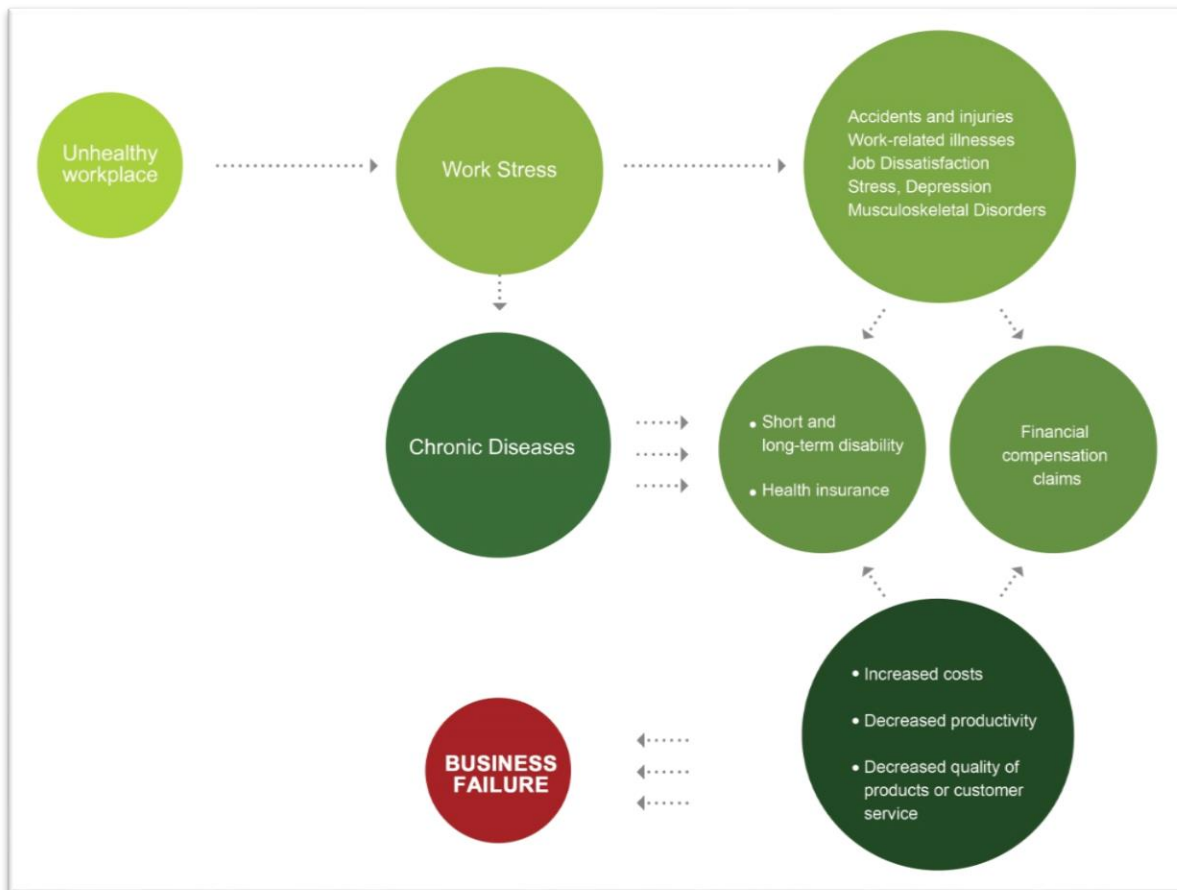 Unhealthy
workplace
Work Stress
Accidents and injuries
Work-related illnesses
Job Dissatisfaction
Stress, Depression
Musculoskeletal Disorders
Chronic Diseases
• Short and
long-term disability
• Health insurance
Financial
compensation
claims
• Increased costs
• Decreased productivity
• Decreased quality of
products or customer
service
BUSINESS
FAILURE